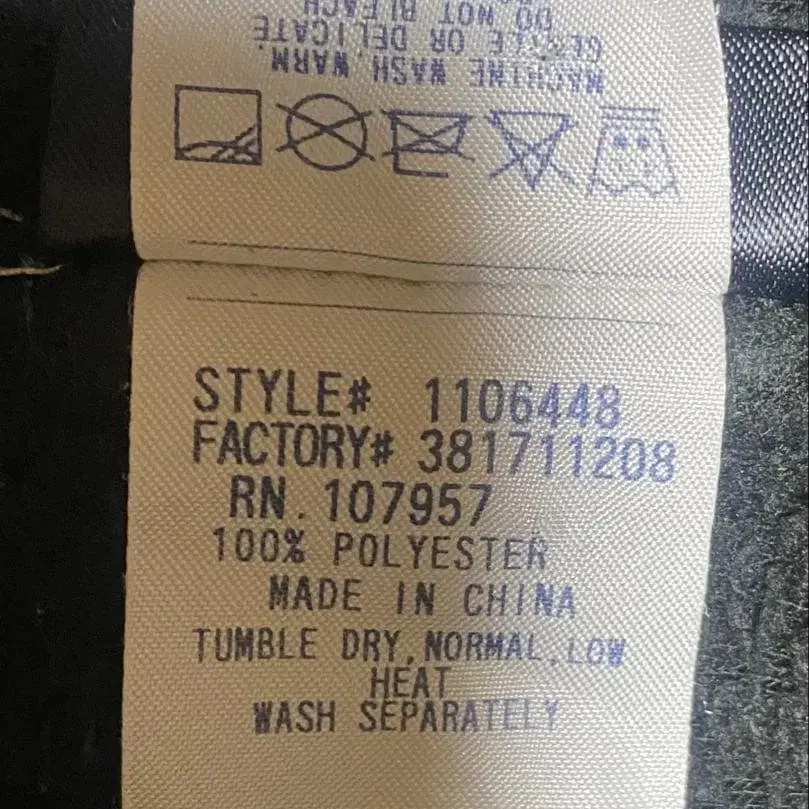 MACHINE WASH WARM,
GENTLE OR DELICATE
DO NOT BLEACH
STYLE# 1106448
FACTORY# 381711208
RN. 107957
100% POLYESTER
MADE IN CHINA
TUMBLE DRY, NORMAL, LOW
HEAT
WASH SEPARATELY